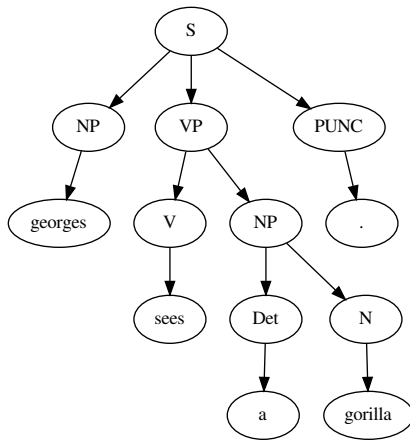 S
NP VP PUNC
georges V NP .
sees Det N
a gorilla